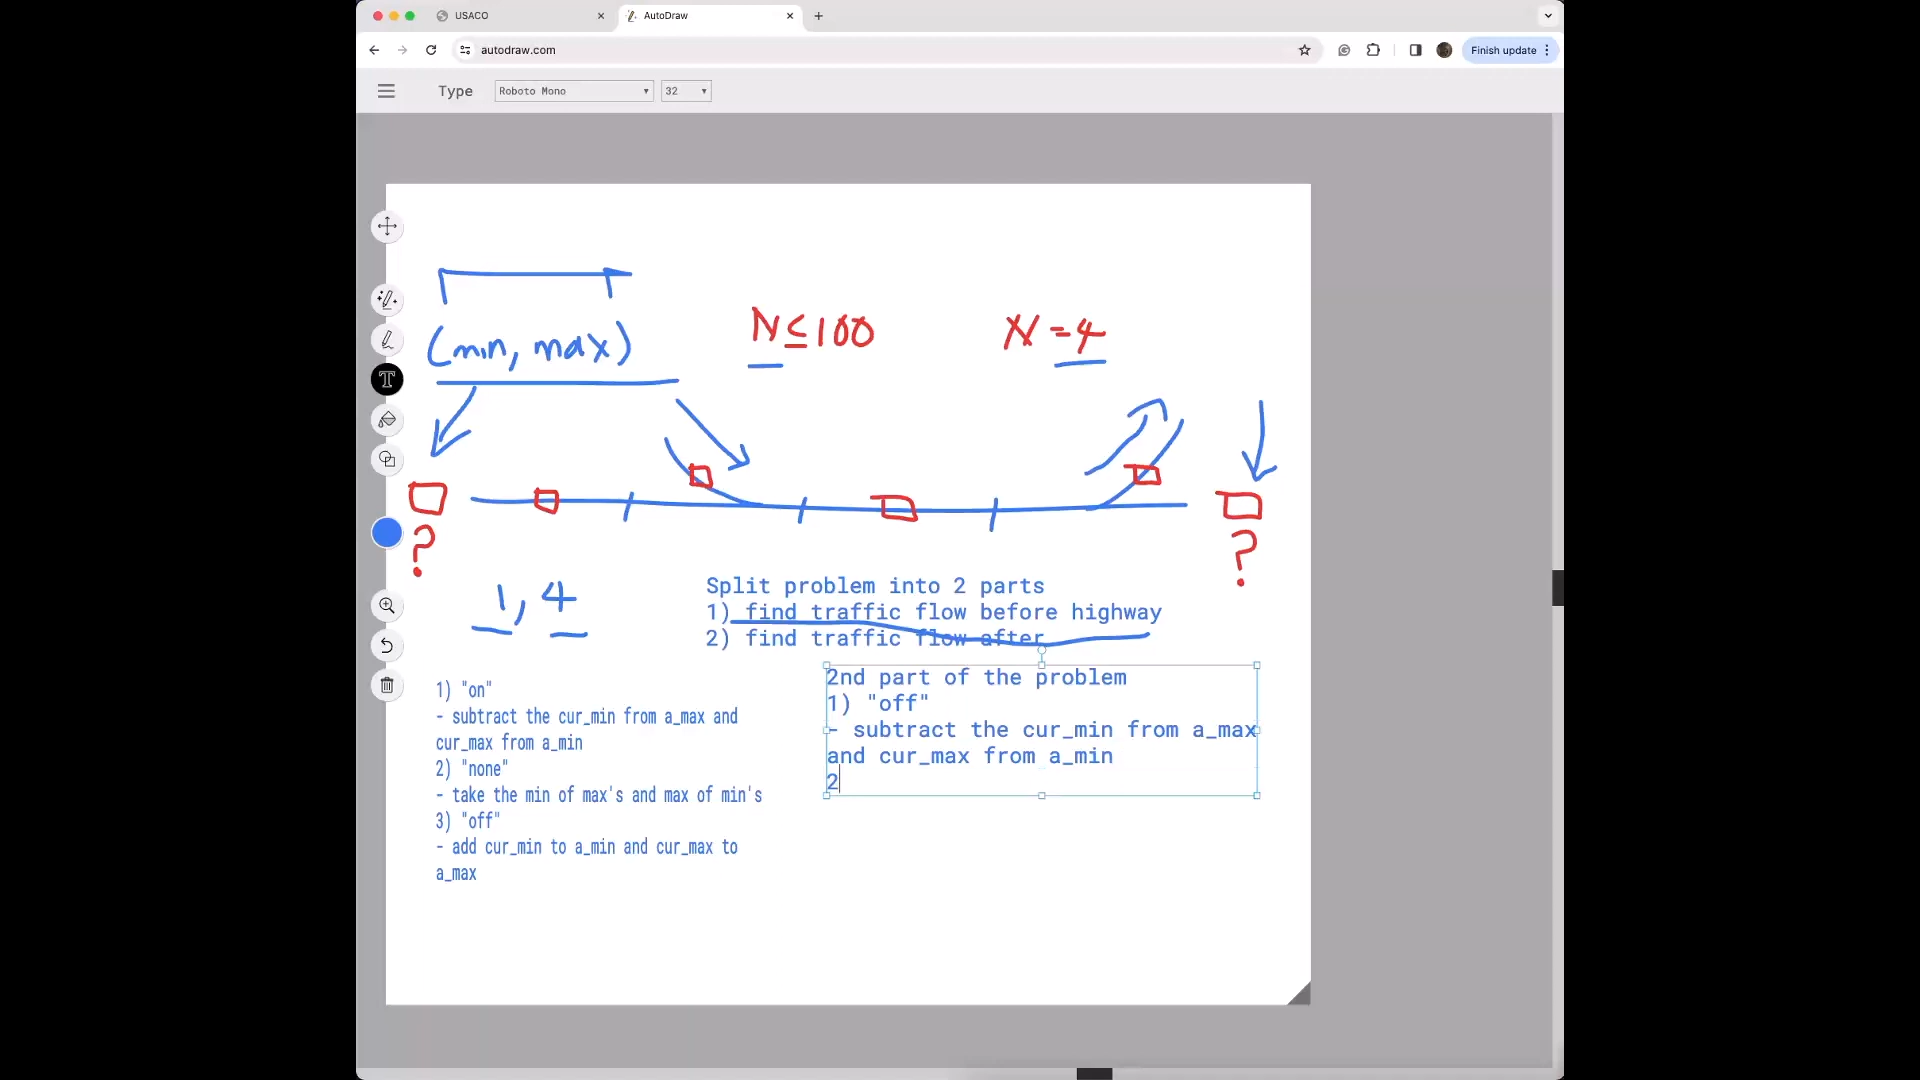 USACO
AutoDraw
autodraw.com
Finish update
Type
Roboto Mono
32
(min, max)
N ≤ 100
N = 4
?
?
1, 4
Split problem into 2 parts
1) find traffic flow before highway
2) find traffic flow after
1) "on"
- subtract the cur_min from a_max and
cur_max from a_min
2) "none"
- take the min of max's and max of min's
3) "off"
- add cur_min to a_min and cur_max to
a_max
2nd part of the problem
1) "off"
- subtract the cur_min from a_max
and cur_max from a_min
2